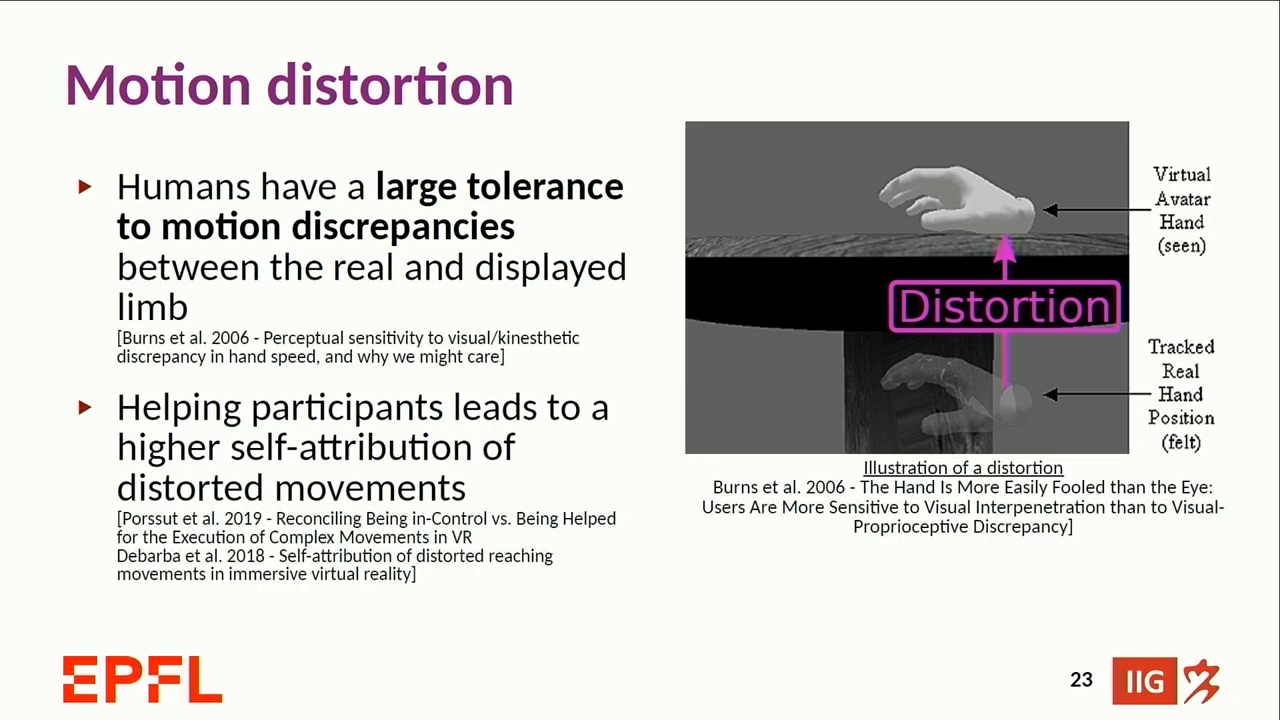 Motion distortion
Humans have a large tolerance
to motion discrepancies
between the real and displayed
limb
[Burns et al. 2006 - Perceptual sensitivity to visual/kinesthetic
discrepancy in hand speed, and why we might care]
Helping participants leads to a
higher self-attribution of
distorted movements
[Porssut et al. 2019 - Reconciling Being in-Control vs. Being Helped
for the Execution of Complex Movements in VR
Debarba et al. 2018 - Self-attribution of distorted reaching
movements in immersive virtual reality]
Virtual
Avatar
Hand
(seen)
Distortion
Tracked
Real
Hand
Position
(felt)
Illustration of a distortion
Burns et al. 2006 - The Hand Is More Easily Fooled than the Eye:
Users Are More Sensitive to Visual Interpenetration than to Visual-
Proprioceptive Discrepancy]
EPFL
23
IIG